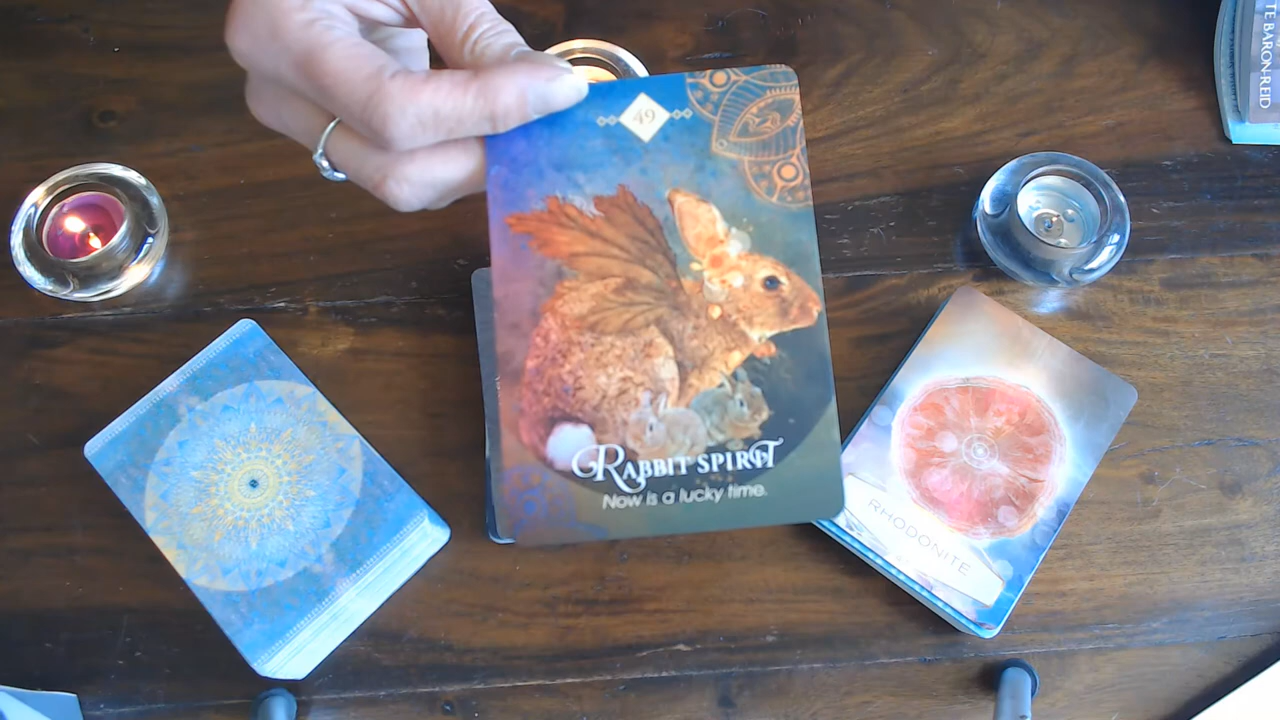 49
RABBIT SPIRIT
Now is a lucky time.
RHODONITE
TE BARON-REID